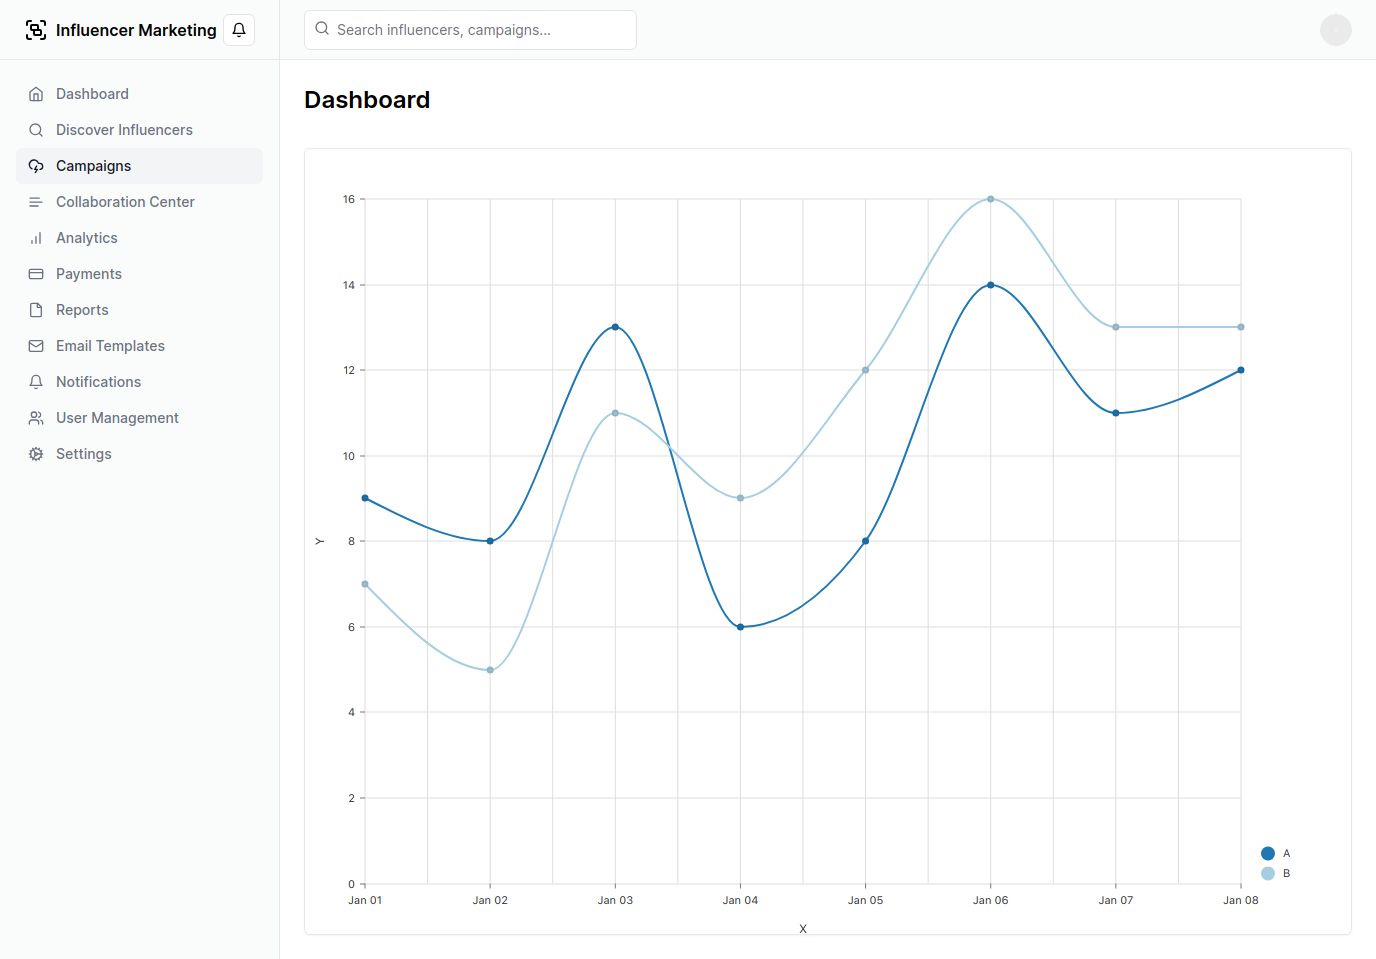 Influencer Marketing
Search influencers, campaigns...
Dashboard
Discover Influencers
Campaigns
Collaboration Center
Analytics
Payments
Reports
Email Templates
Notifications
User Management
Settings
Dashboard
16
14
12
10
8
6
4
2
0
Y
Jan 01 Jan 02 Jan 03 Jan 04 Jan 05 Jan 06 Jan 07 Jan 08
X
A
B